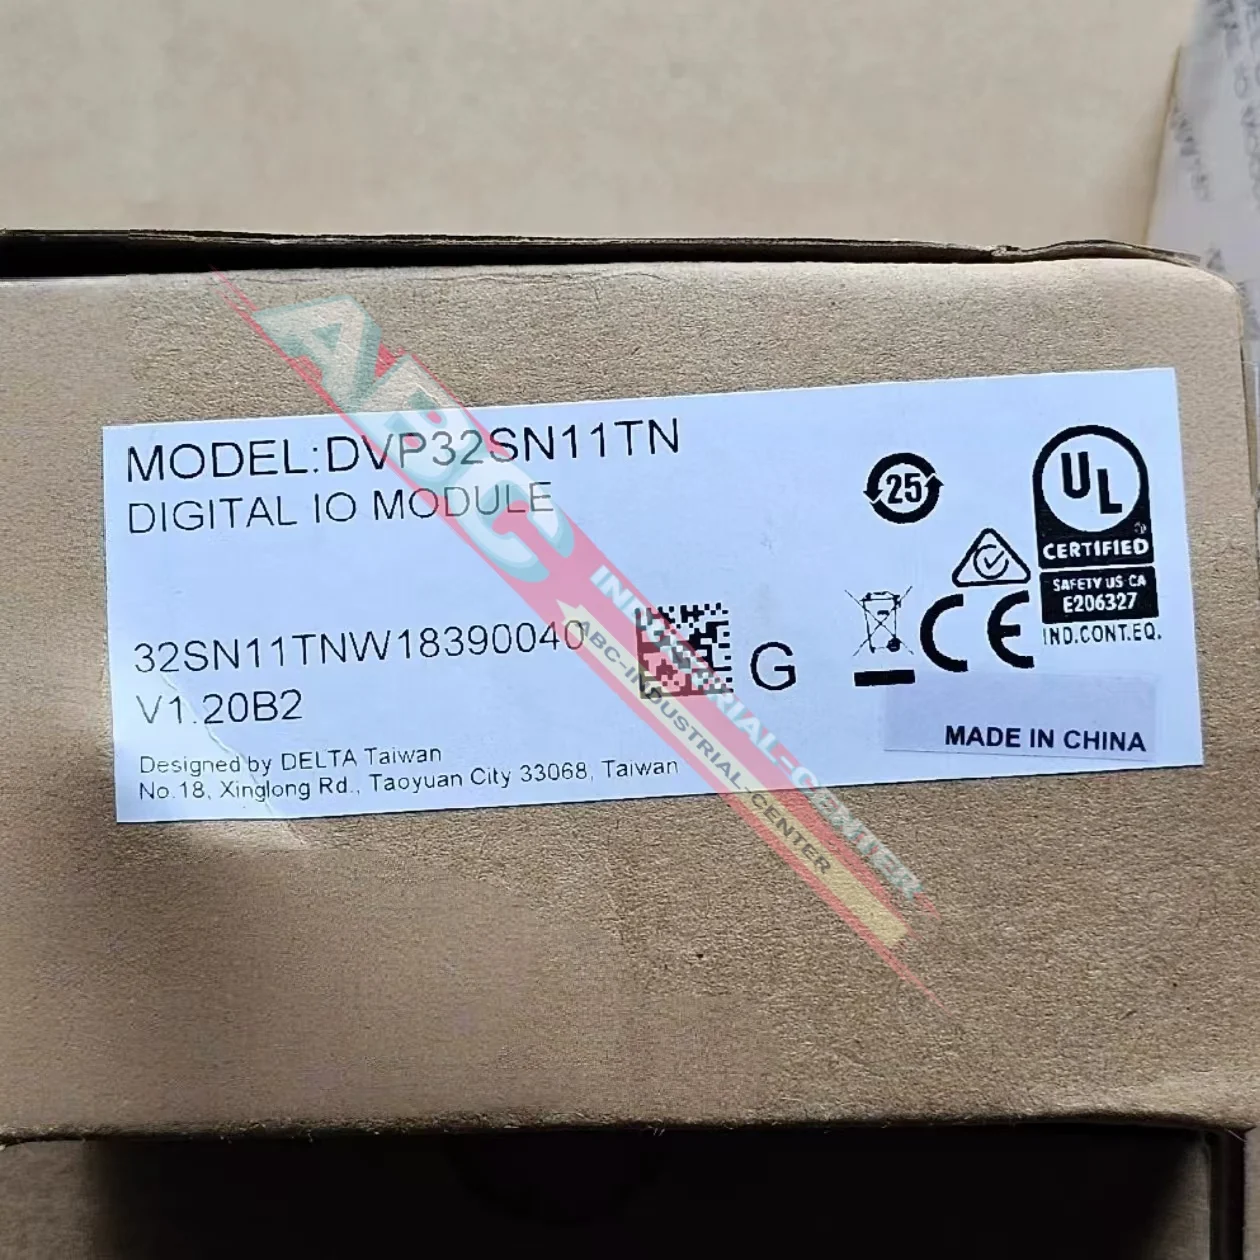 MODEL:DVP32SN11TN
DIGITAL IO MODULE
32SN11TNW18390040
V1.20B2
G
Designed by DELTA Taiwan
No.18, Xinglong Rd., Taoyuan City 33068, Taiwan
25
UL
CERTIFIED
SAFETY US CA
E206327
IND.CONT.EQ.
CE
MADE IN CHINA
ABC
INDUSTRIAL-CENTER
ABC-INDUSTRIAL-CENTER